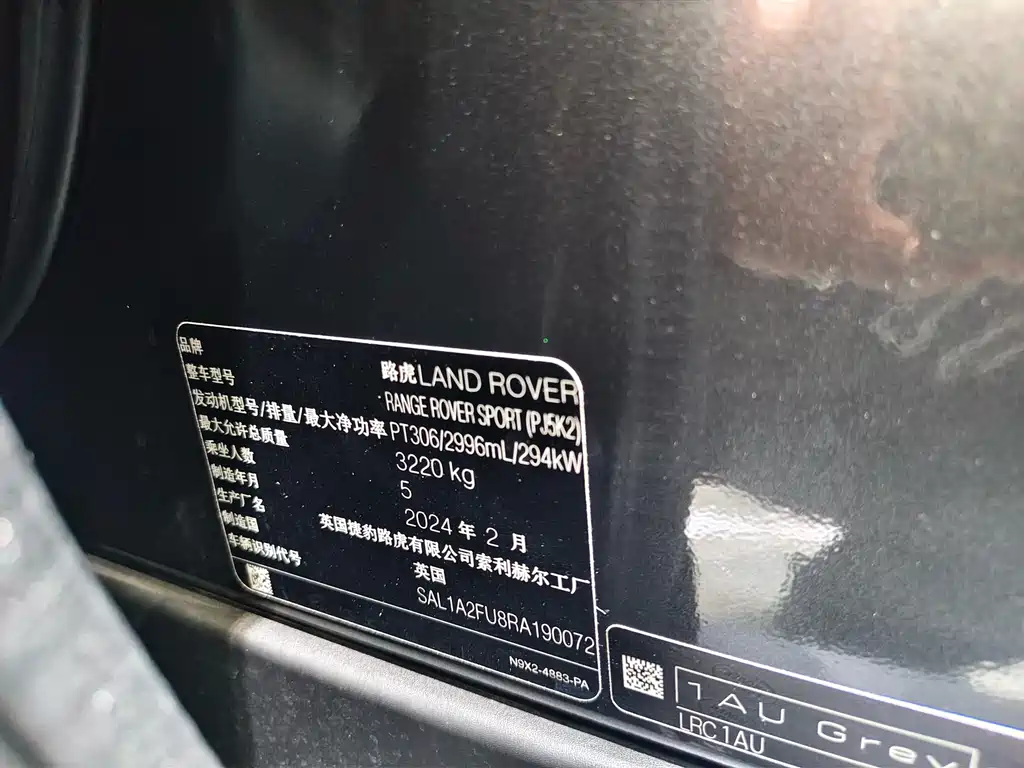 品牌 路虎LAND ROVER
整车型号 RANGE ROVER SPORT (PJ5K2)
发动机型号/排量/最大净功率 PT306/2996mL/294kW
最大允许总质量 3220 kg
乘坐人数 5
制造年月 2024 年 2 月
生产厂名 英国捷豹路虎有限公司索利赫尔工厂
制造国 英国
车辆识别代号 SAL1A2FU8RA190072
N9X2-4883-PA
1AU Grey
LRC1AU